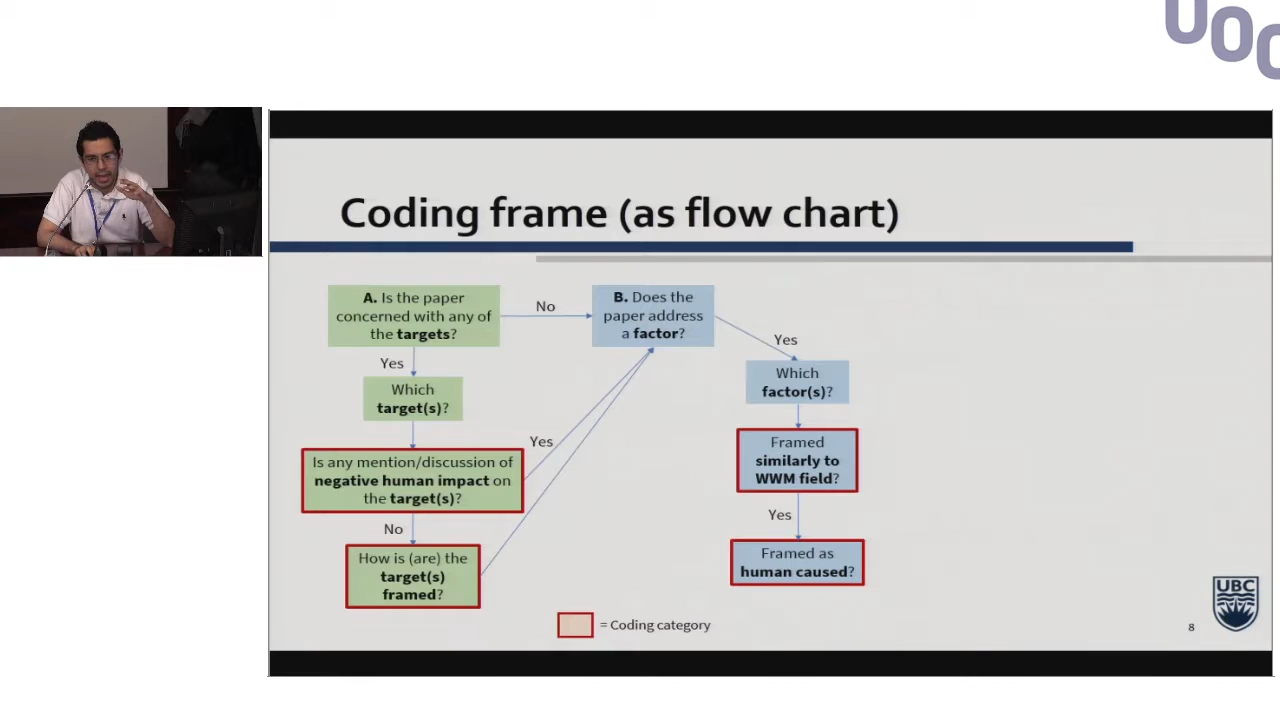 UOC
Coding frame (as flow chart)
A. Is the paper
concerned with any of
the targets?
No
B. Does the
paper address
a factor?
Yes
Which
target(s)?
Yes
Which
factor(s)?
Is any mention/discussion of
negative human impact on
the target(s)?
Yes
Framed
similarly to
WWM field?
No
How is (are) the
target(s)
framed?
Yes
Framed as
human caused?
= Coding category
UBC
8